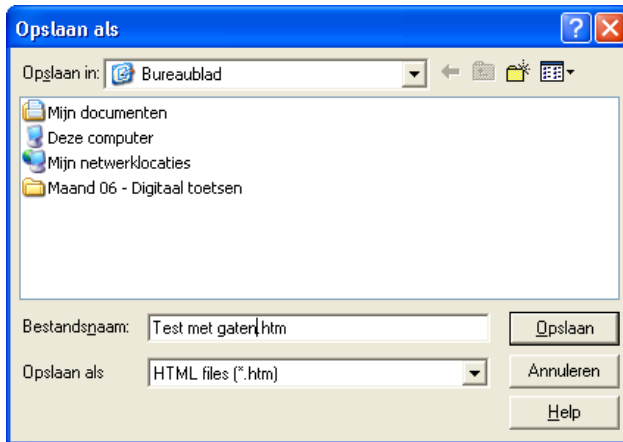 Opslaan als
Opslaan in: Bureaublad
Mijn documenten
Deze computer
Mijn netwerklocaties
Maand 06 - Digitaal toetsen
Bestandsnaam: Test met gaten.htm Opslaan
Opslaan als HTML files (*.htm) Annuleren
Help